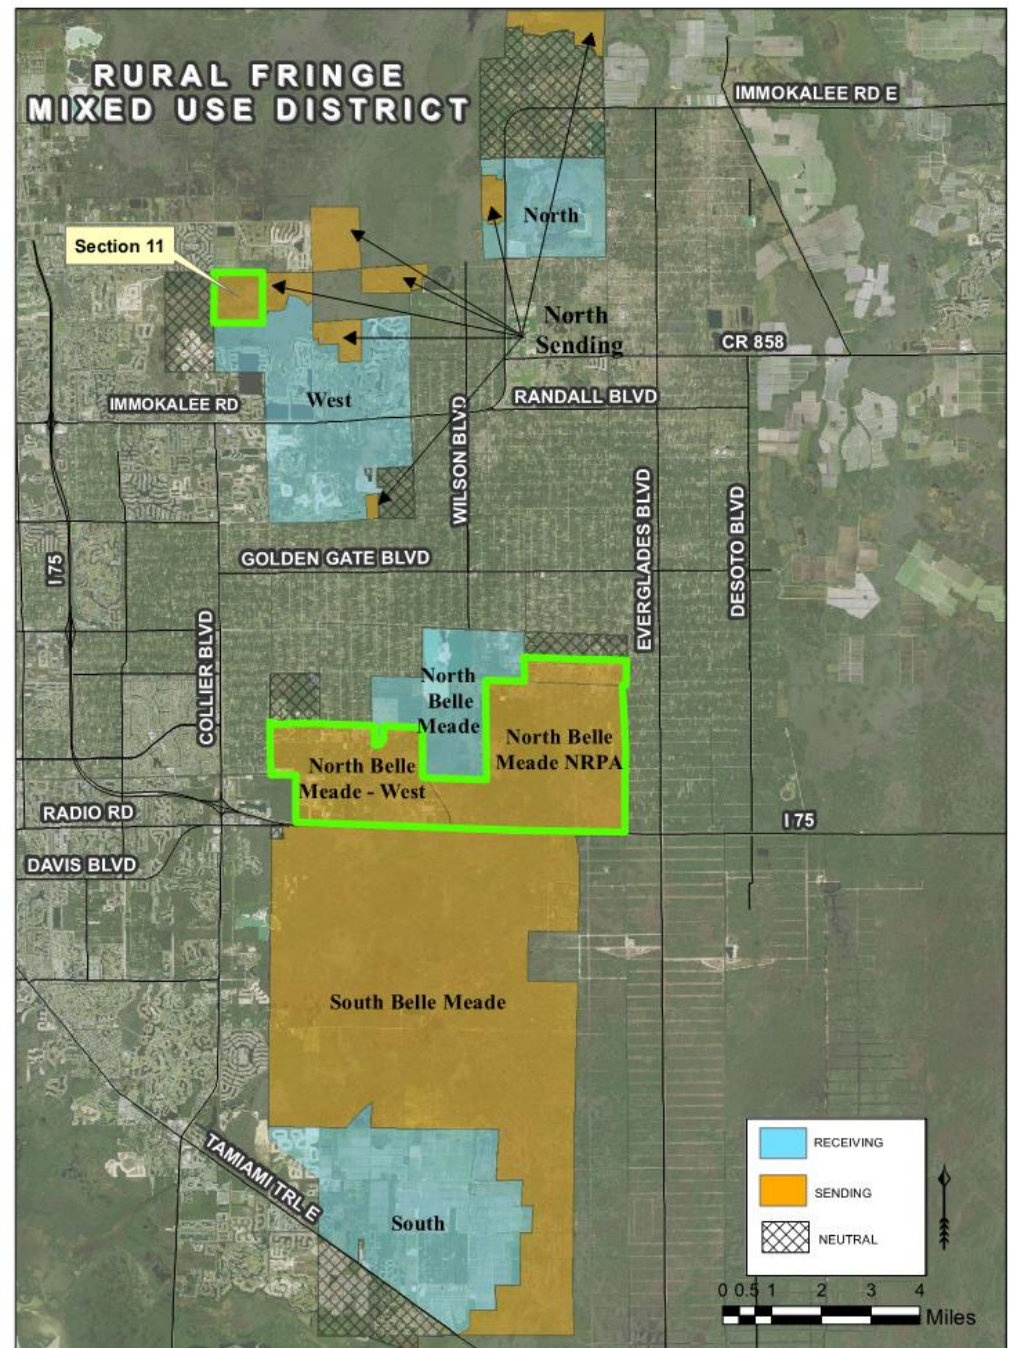 RURAL FRINGE
MIXED USE DISTRICT
IMMOKALEE RD E
North
Section 11
North
Sending
CR 858
RANDALL BLVD
West
IMMOKALEE RD
WILSON BLVD
EVERGLADES BLVD
DESOTO BLVD
GOLDEN GATE BLVD
I 75
COLLIER BLVD
North
Belle
Meade
North Belle
Meade NRPA
North Belle
Meade - West
RADIO RD
I 75
DAVIS BLVD
South Belle Meade
TAMIAMI TRL E
South
RECEIVING
SENDING
NEUTRAL
0 0.5 1 2 3 4
Miles